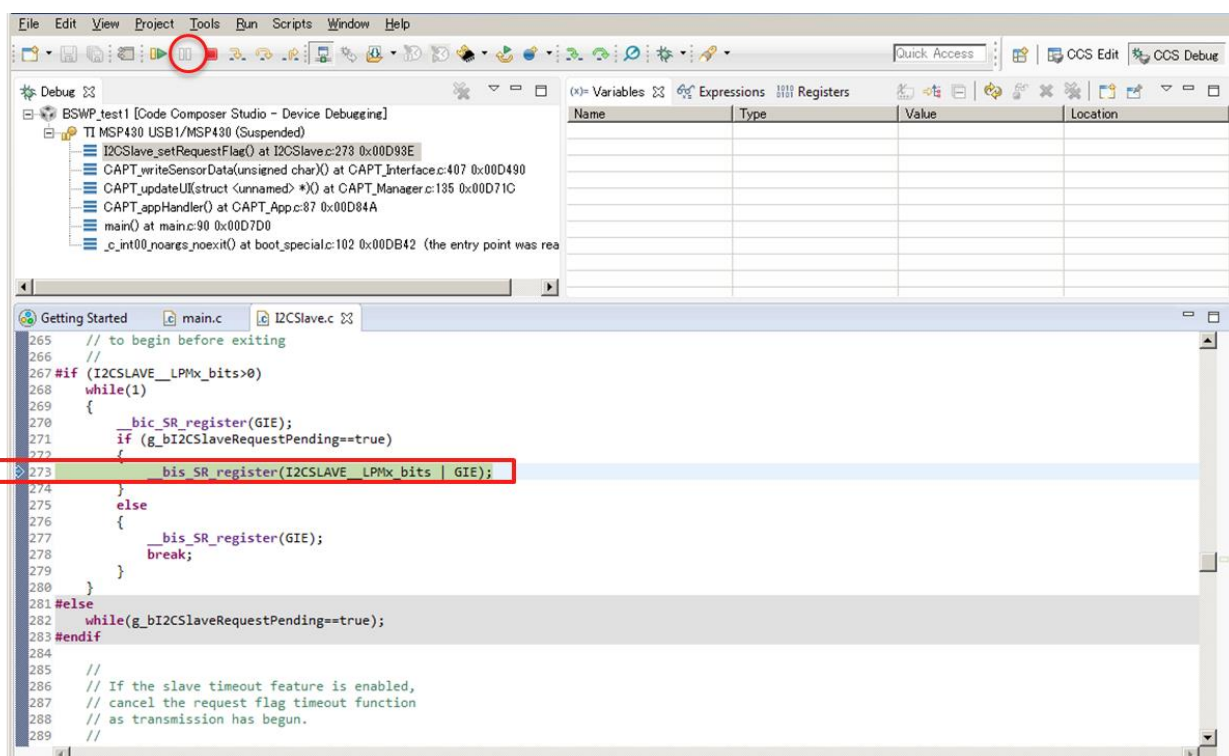 File Edit View Project Tools Run Scripts Window Help
Quick Access CCS Edit CCS Debug
Debug
(x)= Variables Expressions Registers
BSWP_test1 [Code Composer Studio - Device Debugging]
TI MSP430 USB1/MSP430 (Suspended)
I2CSlave_setRequestFlag() at I2CSlave.c:273 0x00D93E
CAPT_writeSensorData(unsigned char)() at CAPT_Interface.c:407 0x00D490
CAPT_updateUI(struct <unnamed> *)() at CAPT_Manager.c:135 0x00D71C
CAPT_appHandler() at CAPT_App.c:87 0x00D84A
main() at main.c:90 0x00D7D0
_c_int00_noargs_noexit() at boot_special.c:102 0x00DB42 (the entry point was rea
Name Type Value Location
Getting Started main.c I2CSlave.c
265 // to begin before exiting
266 //
267 #if (I2CSLAVE__LPMx_bits>0)
268 while(1)
269 {
270 __bic_SR_register(GIE);
271 if (g_bI2CSlaveRequestPending==true)
272 {
273 __bis_SR_register(I2CSLAVE__LPMx_bits | GIE);
274 }
275 else
276 {
277 __bis_SR_register(GIE);
278 break;
279 }
280 }
281 #else
282 while(g_bI2CSlaveRequestPending==true);
283 #endif
284
285 //
286 // If the slave timeout feature is enabled,
287 // cancel the request flag timeout function
288 // as transmission has begun.
289 //